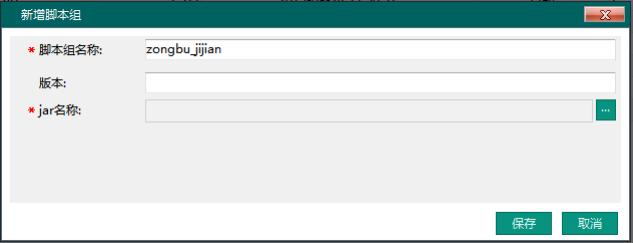 新增脚本组
* 脚本组名称: zongbu_jijian
版本:
* jar名称: ...
保存 取消